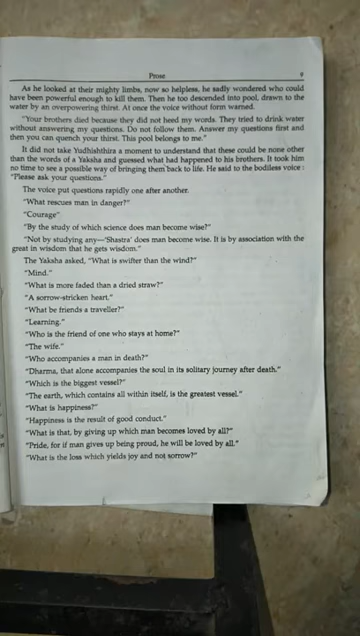 Prose 9
As he looked at their mighty limbs, now so helpless, he sadly wondered who could
have been powerful enough to kill them. Then he too descended into pool, drawn to the
water by an overpowering thirst. At once the voice without form warned.
"Your brothers died because they did not heed my words. They tried to drink water
without answering my questions. Do not follow them. Answer my questions first and
then you can quench your thirst. This pool belongs to me."
It did not take Yudhishthira a moment to understand that these could be none other
than the words of a Yaksha and guessed what had happened to his brothers. It took him
no time to see a possible way of bringing them back to life. He said to the bodiless voice :
"Please ask your questions."
The voice put questions rapidly one after another.
"What rescues man in danger?"
"Courage"
"By the study of which science does man become wise?"
"Not by studying any—'Shastra' does man become wise. It is by association with the
great in wisdom that he gets wisdom."
The Yaksha asked, "What is swifter than the wind?"
"Mind."
"What is more faded than a dried straw?"
"A sorrow-stricken heart."
"What be friends a traveller?"
"Learning."
"Who is the friend of one who stays at home?"
"The wife."
"Who accompanies a man in death?"
"Dharma, that alone accompanies the soul in its solitary journey after death."
"Which is the biggest vessel?"
"The earth, which contains all within itself, is the greatest vessel."
"What is happiness?"
"Happiness is the result of good conduct."
"What is that, by giving up which man becomes loved by all?"
"Pride, for if man gives up being proud, he will be loved by all."
"What is the loss which yields joy and not sorrow?"